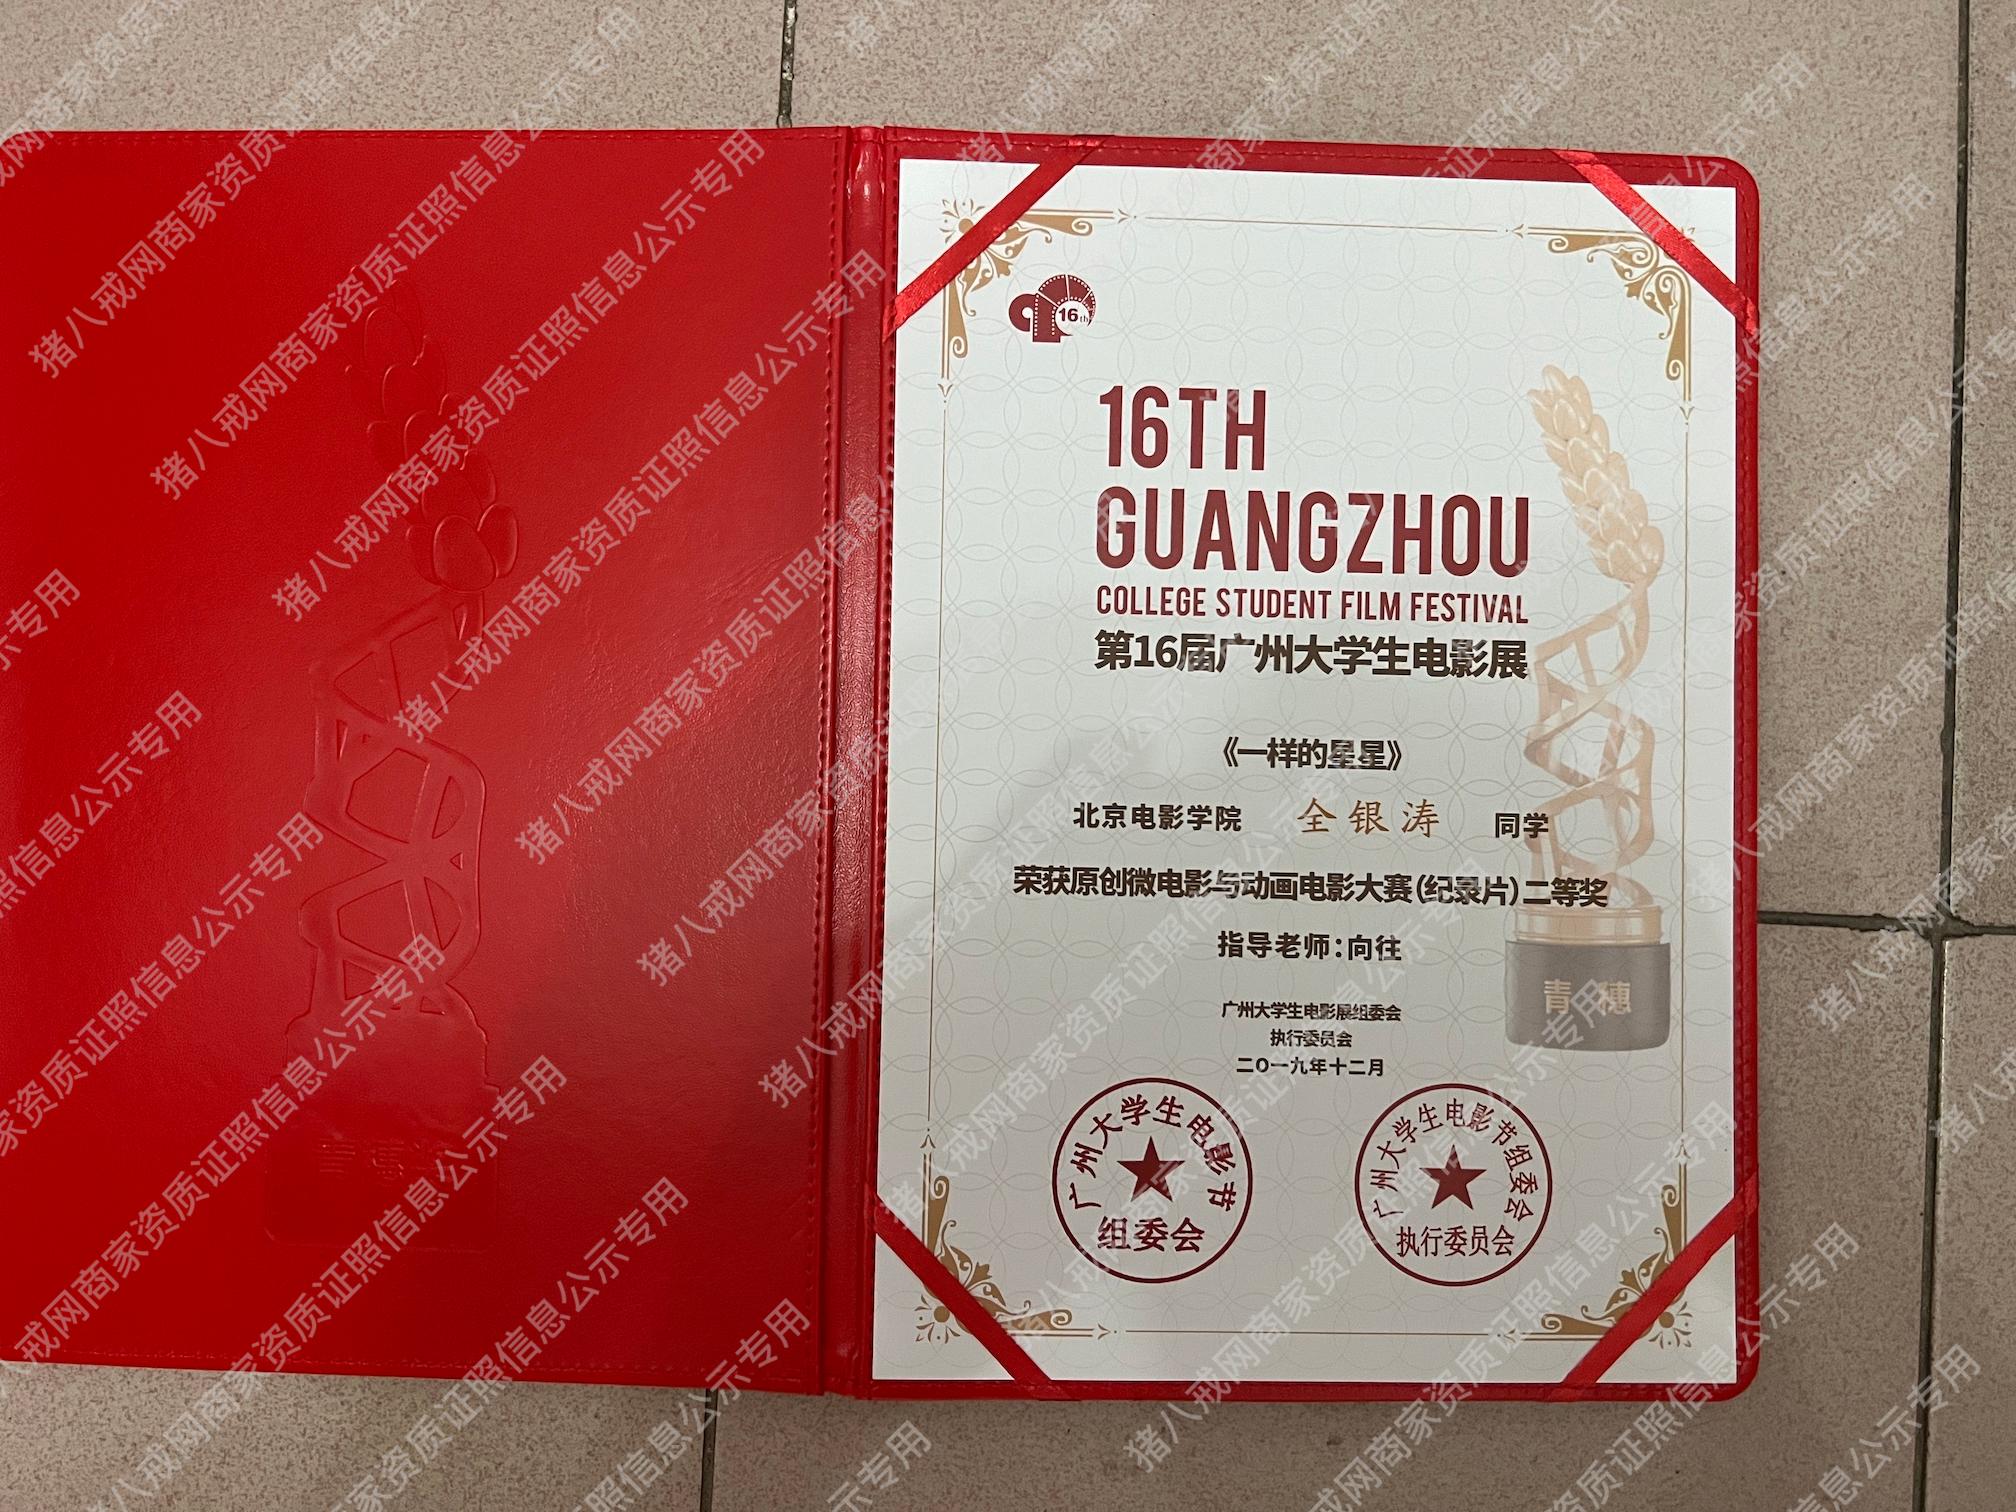 16th
16TH
GUANGZHOU
COLLEGE STUDENT FILM FESTIVAL
第16届广州大学生电影展
《一样的星星》
北京电影学院 全银涛 同学
荣获原创微电影与动画电影大赛(纪录片)二等奖
指导老师:向往
青穗
广州大学生电影展组委会
执行委员会
二〇一九年十二月
广州大学生电影节
组委会
广州大学生电影节组委会
执行委员会
猪八戒网商家资质证照信息公示专用